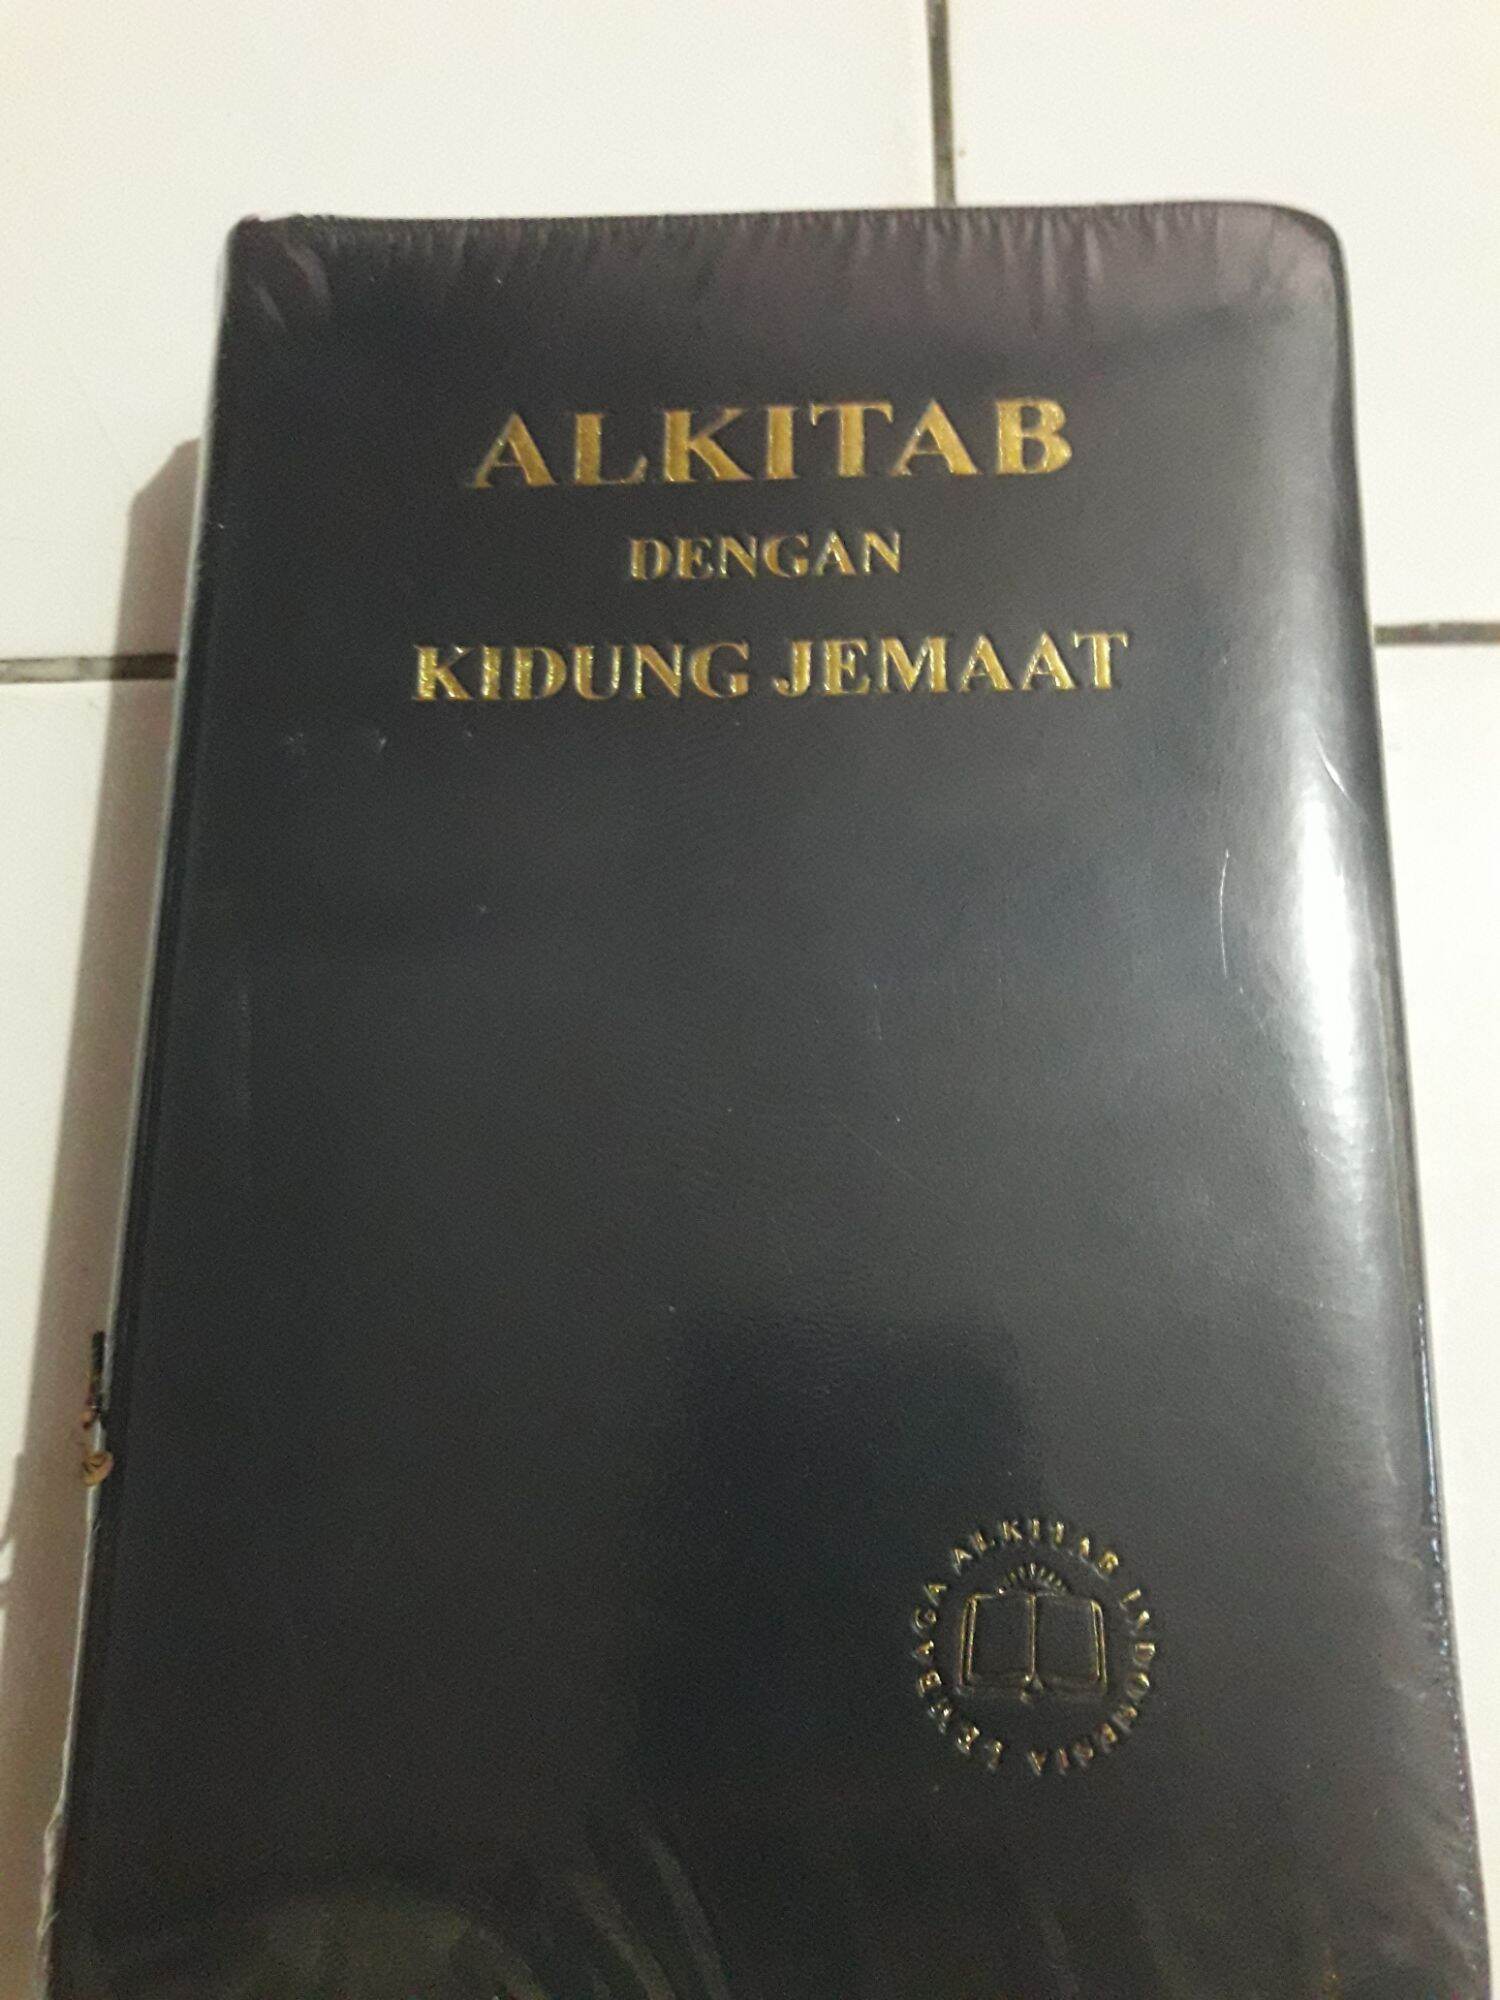 ALKITAB
DENGAN
KIDUNG JEMAAT
LEMBAGA ALKITAB INDONESIA